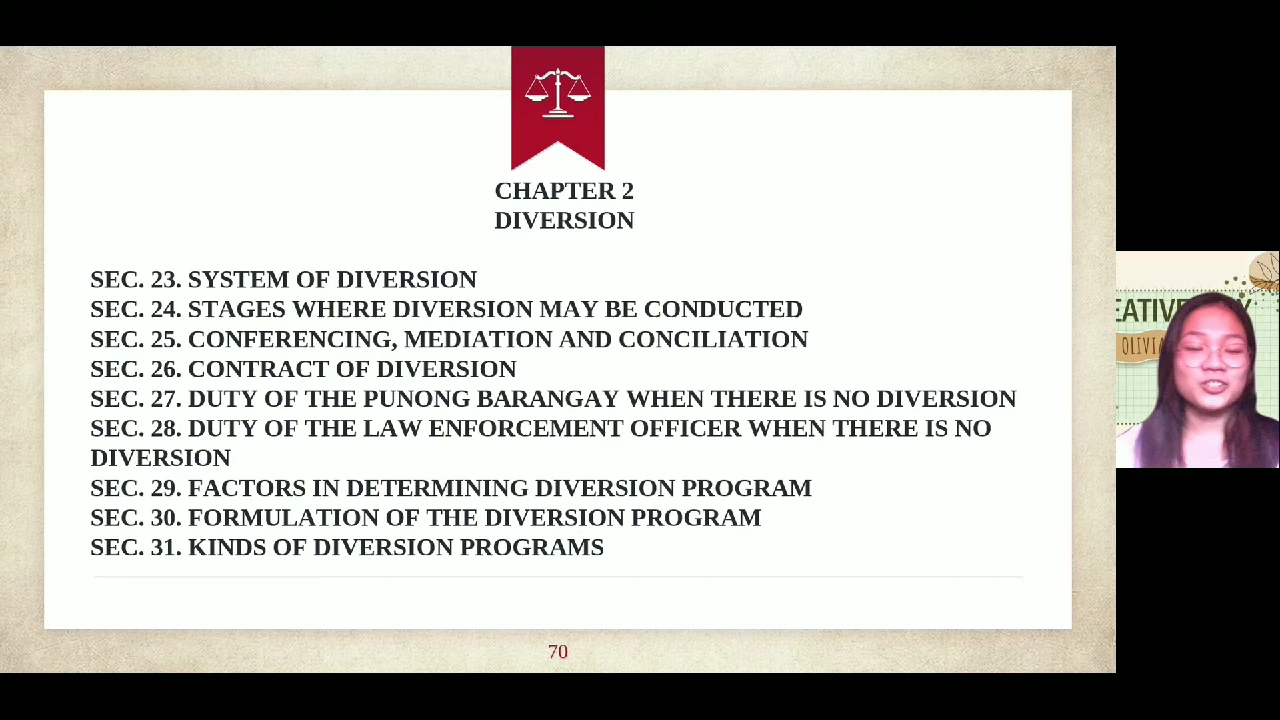 CHAPTER 2
DIVERSION
SEC. 23. SYSTEM OF DIVERSION
SEC. 24. STAGES WHERE DIVERSION MAY BE CONDUCTED
SEC. 25. CONFERENCING, MEDIATION AND CONCILIATION
SEC. 26. CONTRACT OF DIVERSION
SEC. 27. DUTY OF THE PUNONG BARANGAY WHEN THERE IS NO DIVERSION
SEC. 28. DUTY OF THE LAW ENFORCEMENT OFFICER WHEN THERE IS NO
DIVERSION
SEC. 29. FACTORS IN DETERMINING DIVERSION PROGRAM
SEC. 30. FORMULATION OF THE DIVERSION PROGRAM
SEC. 31. KINDS OF DIVERSION PROGRAMS
70